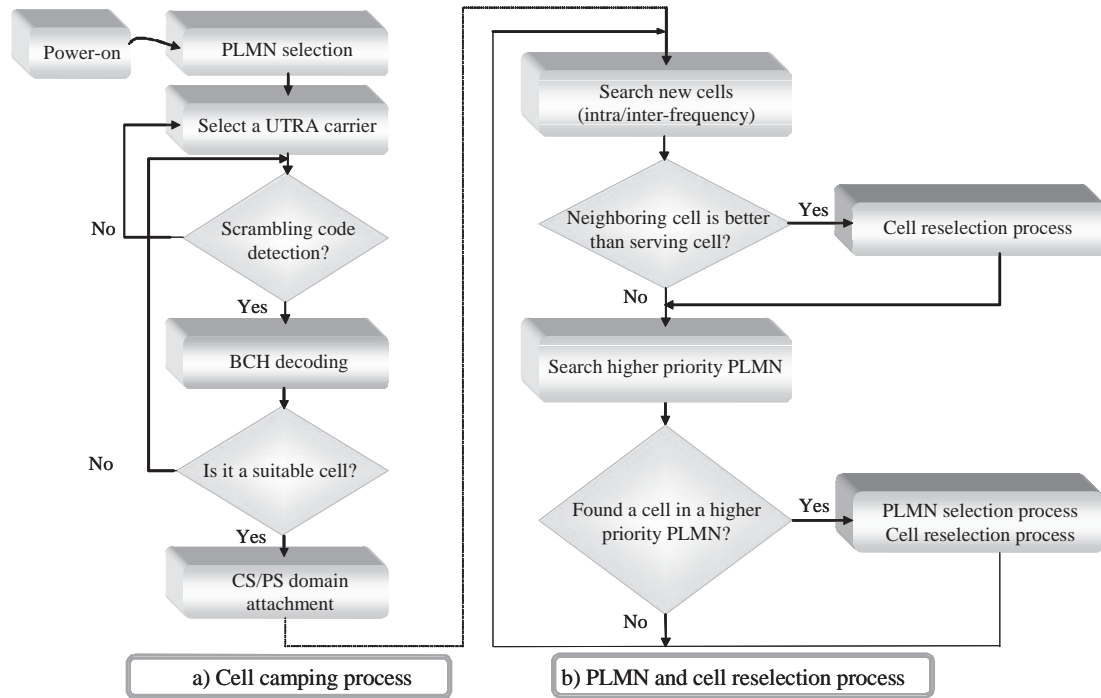 Power-on
PLMN selection
Select a UTRA carrier
Scrambling code
detection?
No
Yes
BCH decoding
Is it a suitable cell?
No
Yes
CS/PS domain
attachment
a) Cell camping process
Search new cells
(intra/inter-frequency)
Neighboring cell is better
than serving cell?
Yes
Cell reselection process
No
Search higher priority PLMN
Found a cell in a higher
priority PLMN?
Yes
PLMN selection process
Cell reselection process
No
b) PLMN and cell reselection process